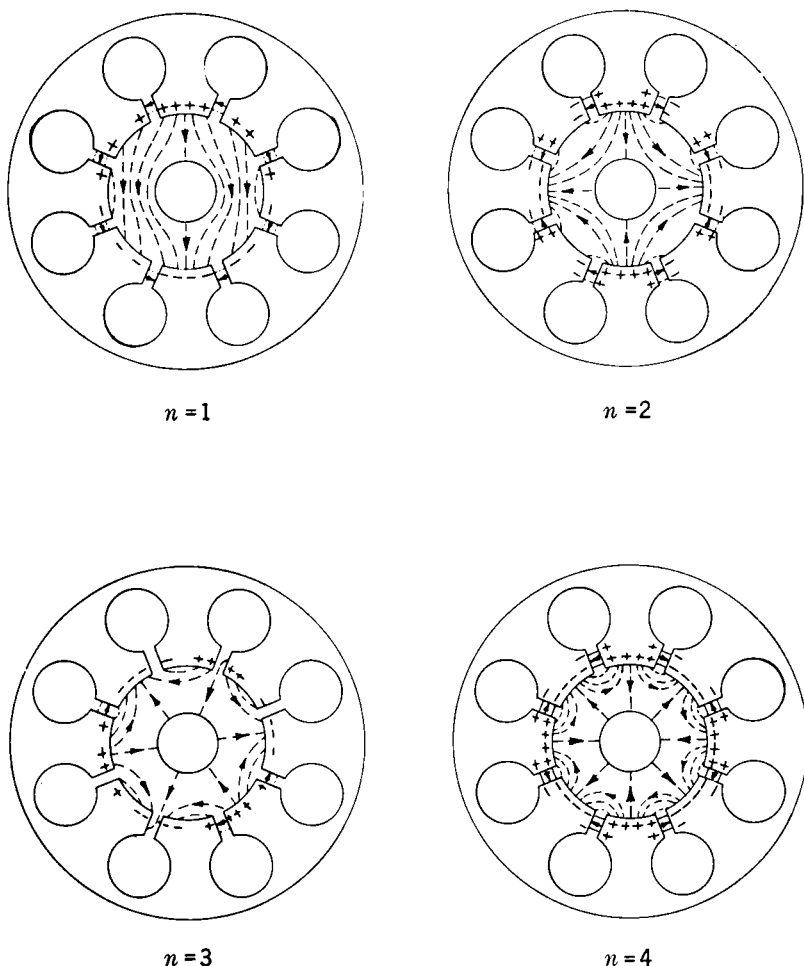 n = 1
n = 2
n = 3
n = 4